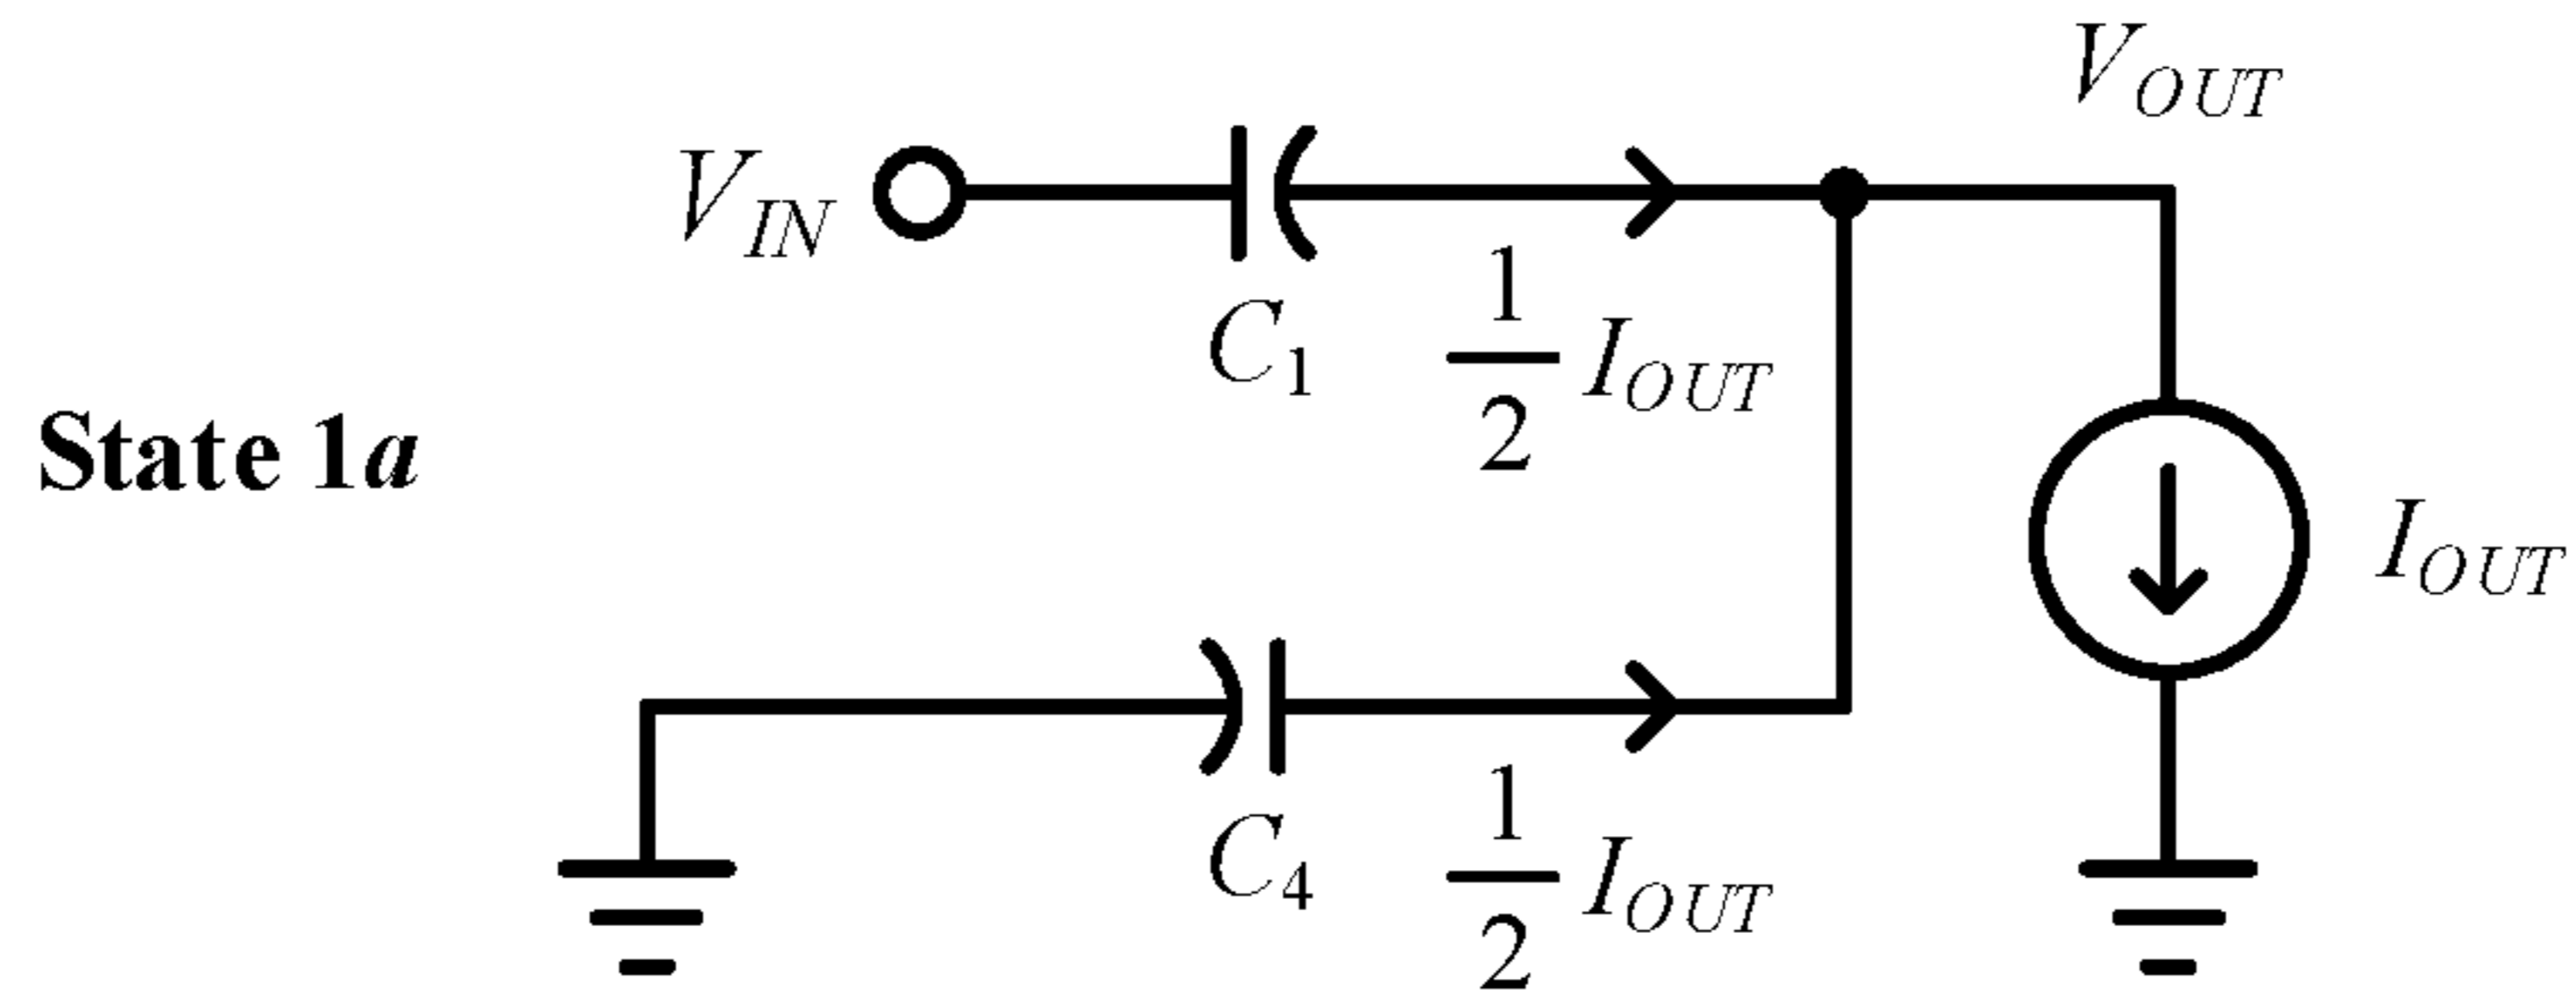 V_OUT
V_IN
C_1
1/2 I_OUT
State 1a
I_OUT
C_4
1/2 I_OUT